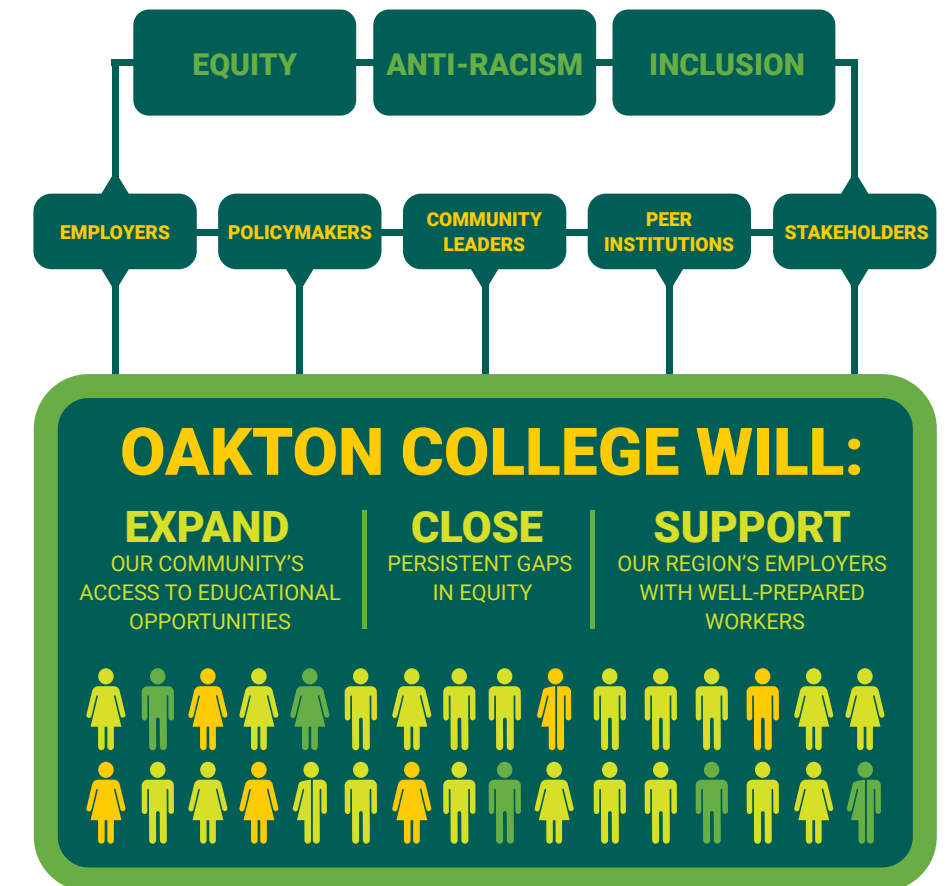 EQUITY
ANTI-RACISM
INCLUSION
EMPLOYERS
POLICYMAKERS
COMMUNITY
LEADERS
PEER
INSTITUTIONS
STAKEHOLDERS
OAKTON COLLEGE WILL:
EXPAND
OUR COMMUNITY’S
ACCESS TO EDUCATIONAL
OPPORTUNITIES
CLOSE
PERSISTENT GAPS
IN EQUITY
SUPPORT
OUR REGION’S EMPLOYERS
WITH WELL-PREPARED
WORKERS